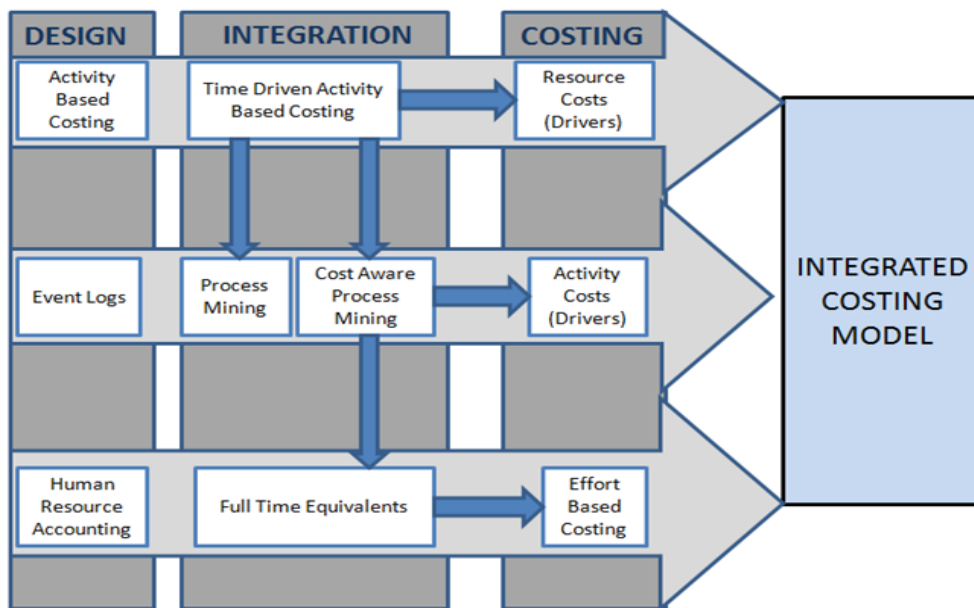 DESIGN
INTEGRATION
COSTING
Activity
Based
Costing
Time Driven Activity
Based Costing
Resource
Costs
(Drivers)
Event Logs
Process
Mining
Cost Aware
Process
Mining
Activity
Costs
(Drivers)
Human
Resource
Accounting
Full Time Equivalents
Effort
Based
Costing
INTEGRATED
COSTING
MODEL